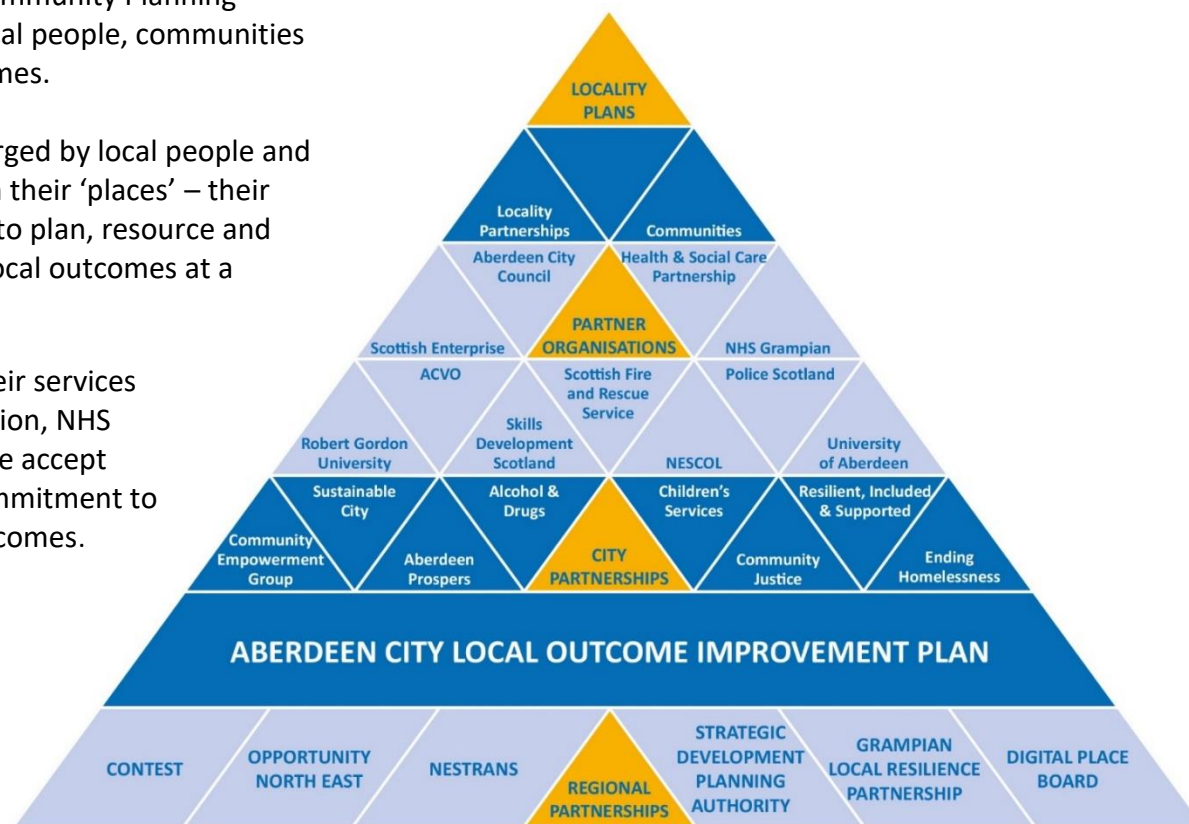 mmunity Planning
al people, communities
mes.
rged by local people and
their ‘places’ – their
to plan, resource and
ocal outcomes at a
eir services
ion, NHS
e accept
mmitment to
comes.
LOCALITY
PLANS
Locality
Partnerships
Communities
Aberdeen City
Council
Health & Social Care
Partnership
Scottish Enterprise
PARTNER
ORGANISATIONS
NHS Grampian
ACVO
Scottish Fire
and Rescue
Service
Police Scotland
Robert Gordon
University
Skills
Development
Scotland
NESCOL
University
of Aberdeen
Sustainable
City
Alcohol &
Drugs
Children’s
Services
Resilient, Included
& Supported
Community
Empowerment
Group
Aberdeen
Prospers
CITY
PARTNERSHIPS
Community
Justice
Ending
Homelessness
ABERDEEN CITY LOCAL OUTCOME IMPROVEMENT PLAN
CONTEST
OPPORTUNITY
NORTH EAST
NESTRANS
REGIONAL
PARTNERSHIPS
STRATEGIC
DEVELOPMENT
PLANNING
AUTHORITY
GRAMPIAN
LOCAL RESILIENCE
PARTNERSHIP
DIGITAL PLACE
BOARD